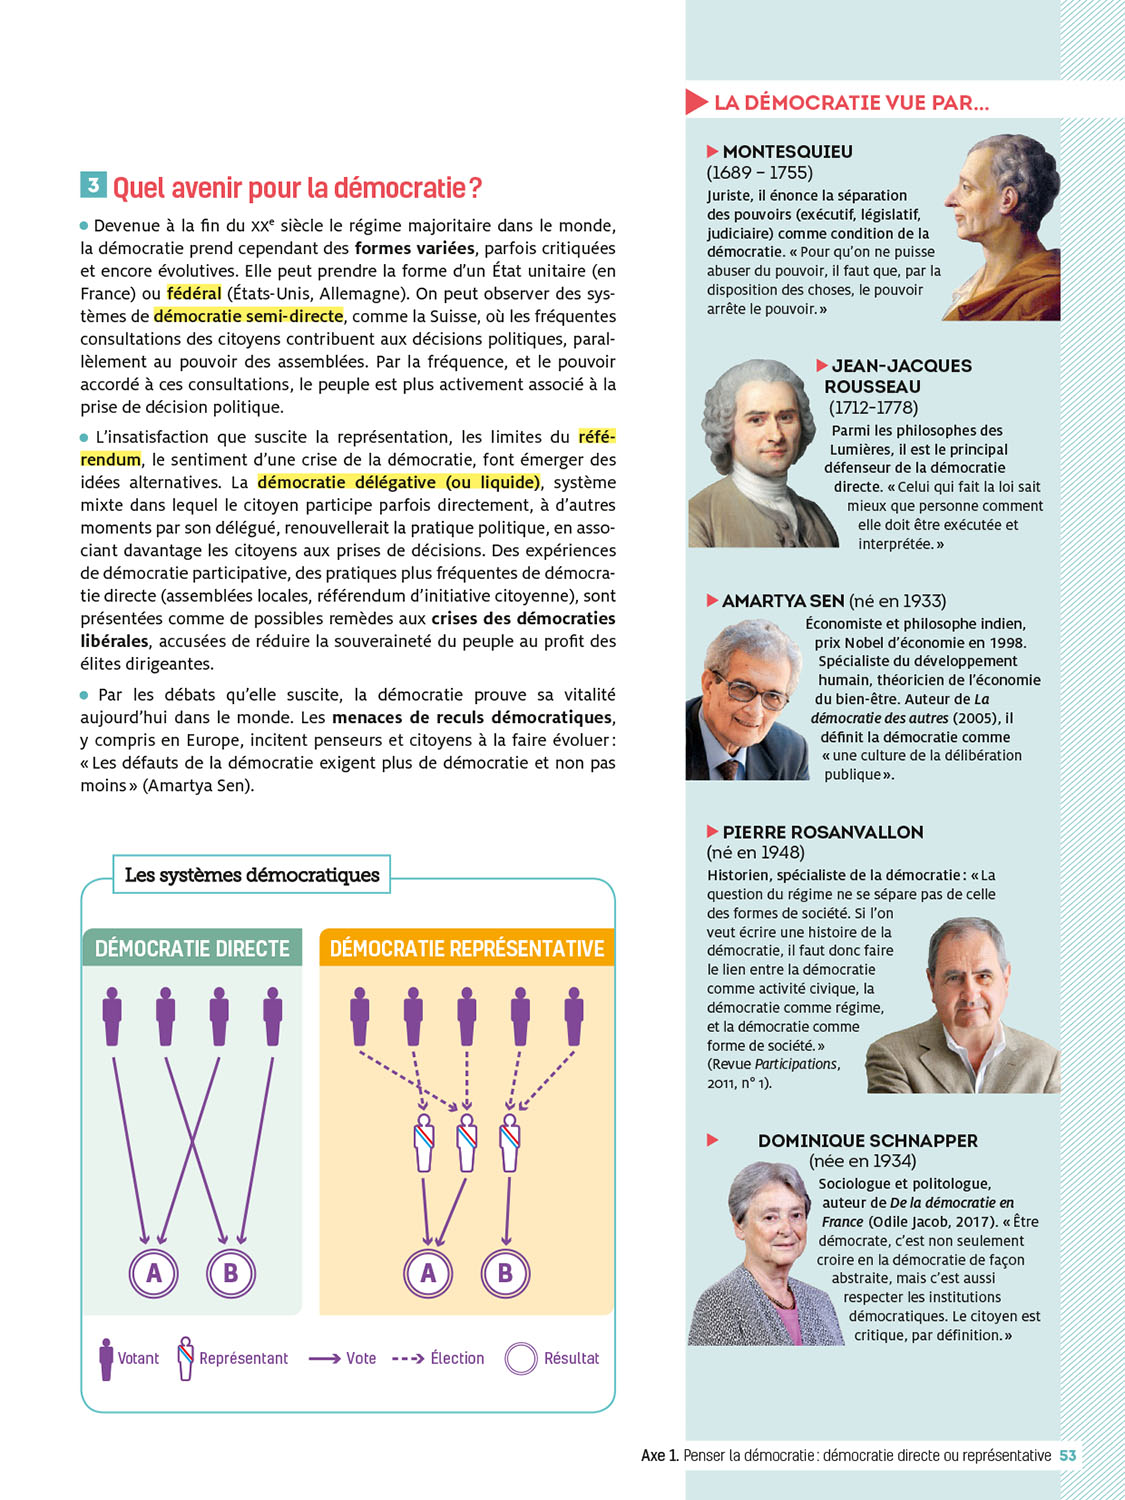 3 Quel avenir pour la démocratie ?
• Devenue à la fin du XXe siècle le régime majoritaire dans le monde,
la démocratie prend cependant des formes variées, parfois critiquées
et encore évolutives. Elle peut prendre la forme d’un État unitaire (en
France) ou fédéral (États-Unis, Allemagne). On peut observer des sys-
tèmes de démocratie semi-directe, comme la Suisse, où les fréquentes
consultations des citoyens contribuent aux décisions politiques, paral-
lèlement au pouvoir des assemblées. Par la fréquence, et le pouvoir
accordé à ces consultations, le peuple est plus activement associé à la
prise de décision politique.
• L’insatisfaction que suscite la représentation, les limites du réfé-
rendum, le sentiment d’une crise de la démocratie, font émerger des
idées alternatives. La démocratie délégative (ou liquide), système
mixte dans lequel le citoyen participe parfois directement, à d’autres
moments par son délégué, renouvellerait la pratique politique, en asso-
ciant davantage les citoyens aux prises de décisions. Des expériences
de démocratie participative, des pratiques plus fréquentes de démocra-
tie directe (assemblées locales, référendum d’initiative citoyenne), sont
présentées comme de possibles remèdes aux crises des démocraties
libérales, accusées de réduire la souveraineté du peuple au profit des
élites dirigeantes.
• Par les débats qu’elle suscite, la démocratie prouve sa vitalité
aujourd’hui dans le monde. Les menaces de reculs démocratiques,
y compris en Europe, incitent penseurs et citoyens à la faire évoluer :
« Les défauts de la démocratie exigent plus de démocratie et non pas
moins » (Amartya Sen).
Les systèmes démocratiques
DÉMOCRATIE DIRECTE
A B
DÉMOCRATIE REPRÉSENTATIVE
A B
Votant Représentant Vote Élection Résultat
LA DÉMOCRATIE VUE PAR...
MONTESQUIEU
(1689 – 1755)
Juriste, il énonce la séparation
des pouvoirs (exécutif, législatif,
judiciaire) comme condition de la
démocratie. « Pour qu’on ne puisse
abuser du pouvoir, il faut que, par la
disposition des choses, le pouvoir
arrête le pouvoir. »
JEAN-JACQUES
ROUSSEAU
(1712-1778)
Parmi les philosophes des
Lumières, il est le principal
défenseur de la démocratie
directe. « Celui qui fait la loi sait
mieux que personne comment
elle doit être exécutée et
interprétée. »
AMARTYA SEN (né en 1933)
Économiste et philosophe indien,
prix Nobel d’économie en 1998.
Spécialiste du développement
humain, théoricien de l’économie
du bien-être. Auteur de La
démocratie des autres (2005), il
définit la démocratie comme
« une culture de la délibération
publique ».
PIERRE ROSANVALLON
(né en 1948)
Historien, spécialiste de la démocratie : « La
question du régime ne se sépare pas de celle
des formes de société. Si l’on
veut écrire une histoire de la
démocratie, il faut donc faire
le lien entre la démocratie
comme activité civique, la
démocratie comme régime,
et la démocratie comme
forme de société. »
(Revue Participations,
2011, n° 1).
DOMINIQUE SCHNAPPER
(née en 1934)
Sociologue et politologue,
auteur de De la démocratie en
France (Odile Jacob, 2017). « Être
démocrate, c’est non seulement
croire en la démocratie de façon
abstraite, mais c’est aussi
respecter les institutions
démocratiques. Le citoyen est
critique, par définition. »
Axe 1. Penser la démocratie : démocratie directe ou représentative 53